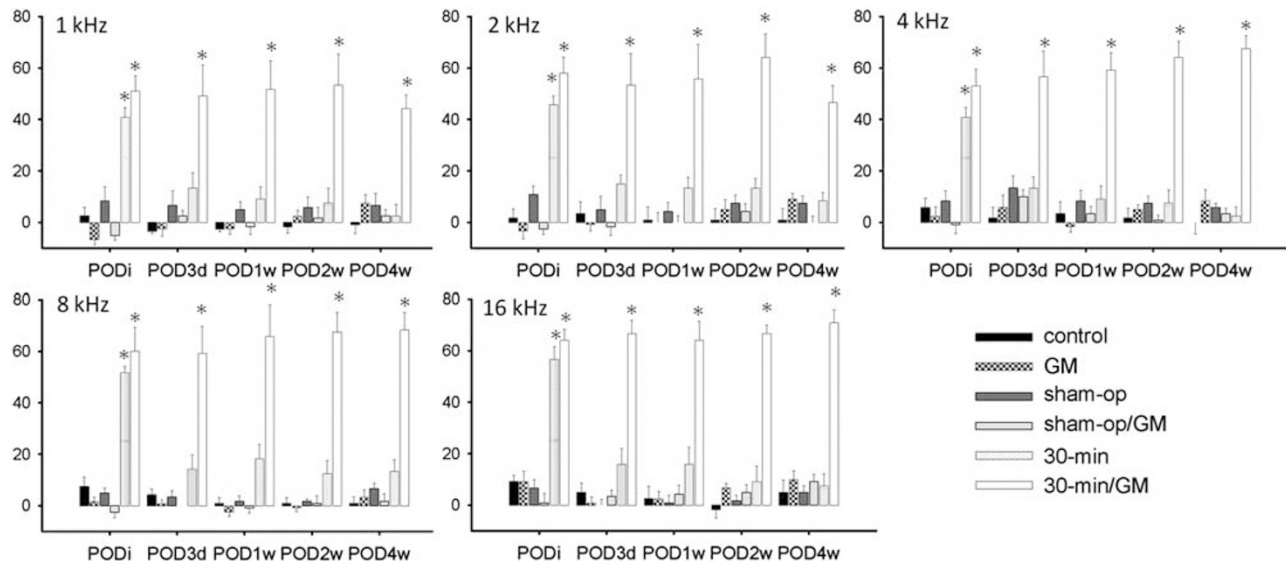 1 kHz
80
60
40
20
0
* * * * * *
PODi POD3d POD1w POD2w POD4w
2 kHz
80
60
40
20
0
* * * * * *
PODi POD3d POD1w POD2w POD4w
4 kHz
80
60
40
20
0
* * * * * *
PODi POD3d POD1w POD2w POD4w
8 kHz
80
60
40
20
0
* * * * * *
PODi POD3d POD1w POD2w POD4w
16 kHz
80
60
40
20
0
* * * * * *
PODi POD3d POD1w POD2w POD4w
control
GM
sham-op
sham-op/GM
30-min
30-min/GM